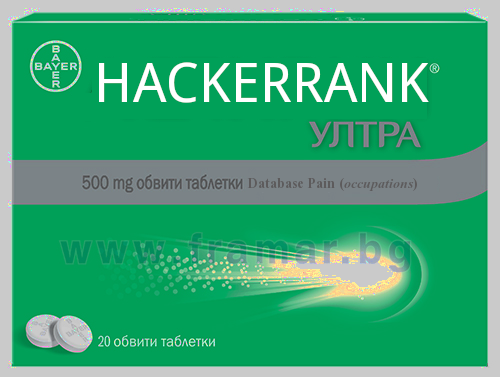 BAYER
BAYER
HACKERRANK®
УЛТРА
500 mg обвити таблетки Database Pain (occupations)
www.framar.bg
20 обвити таблетки